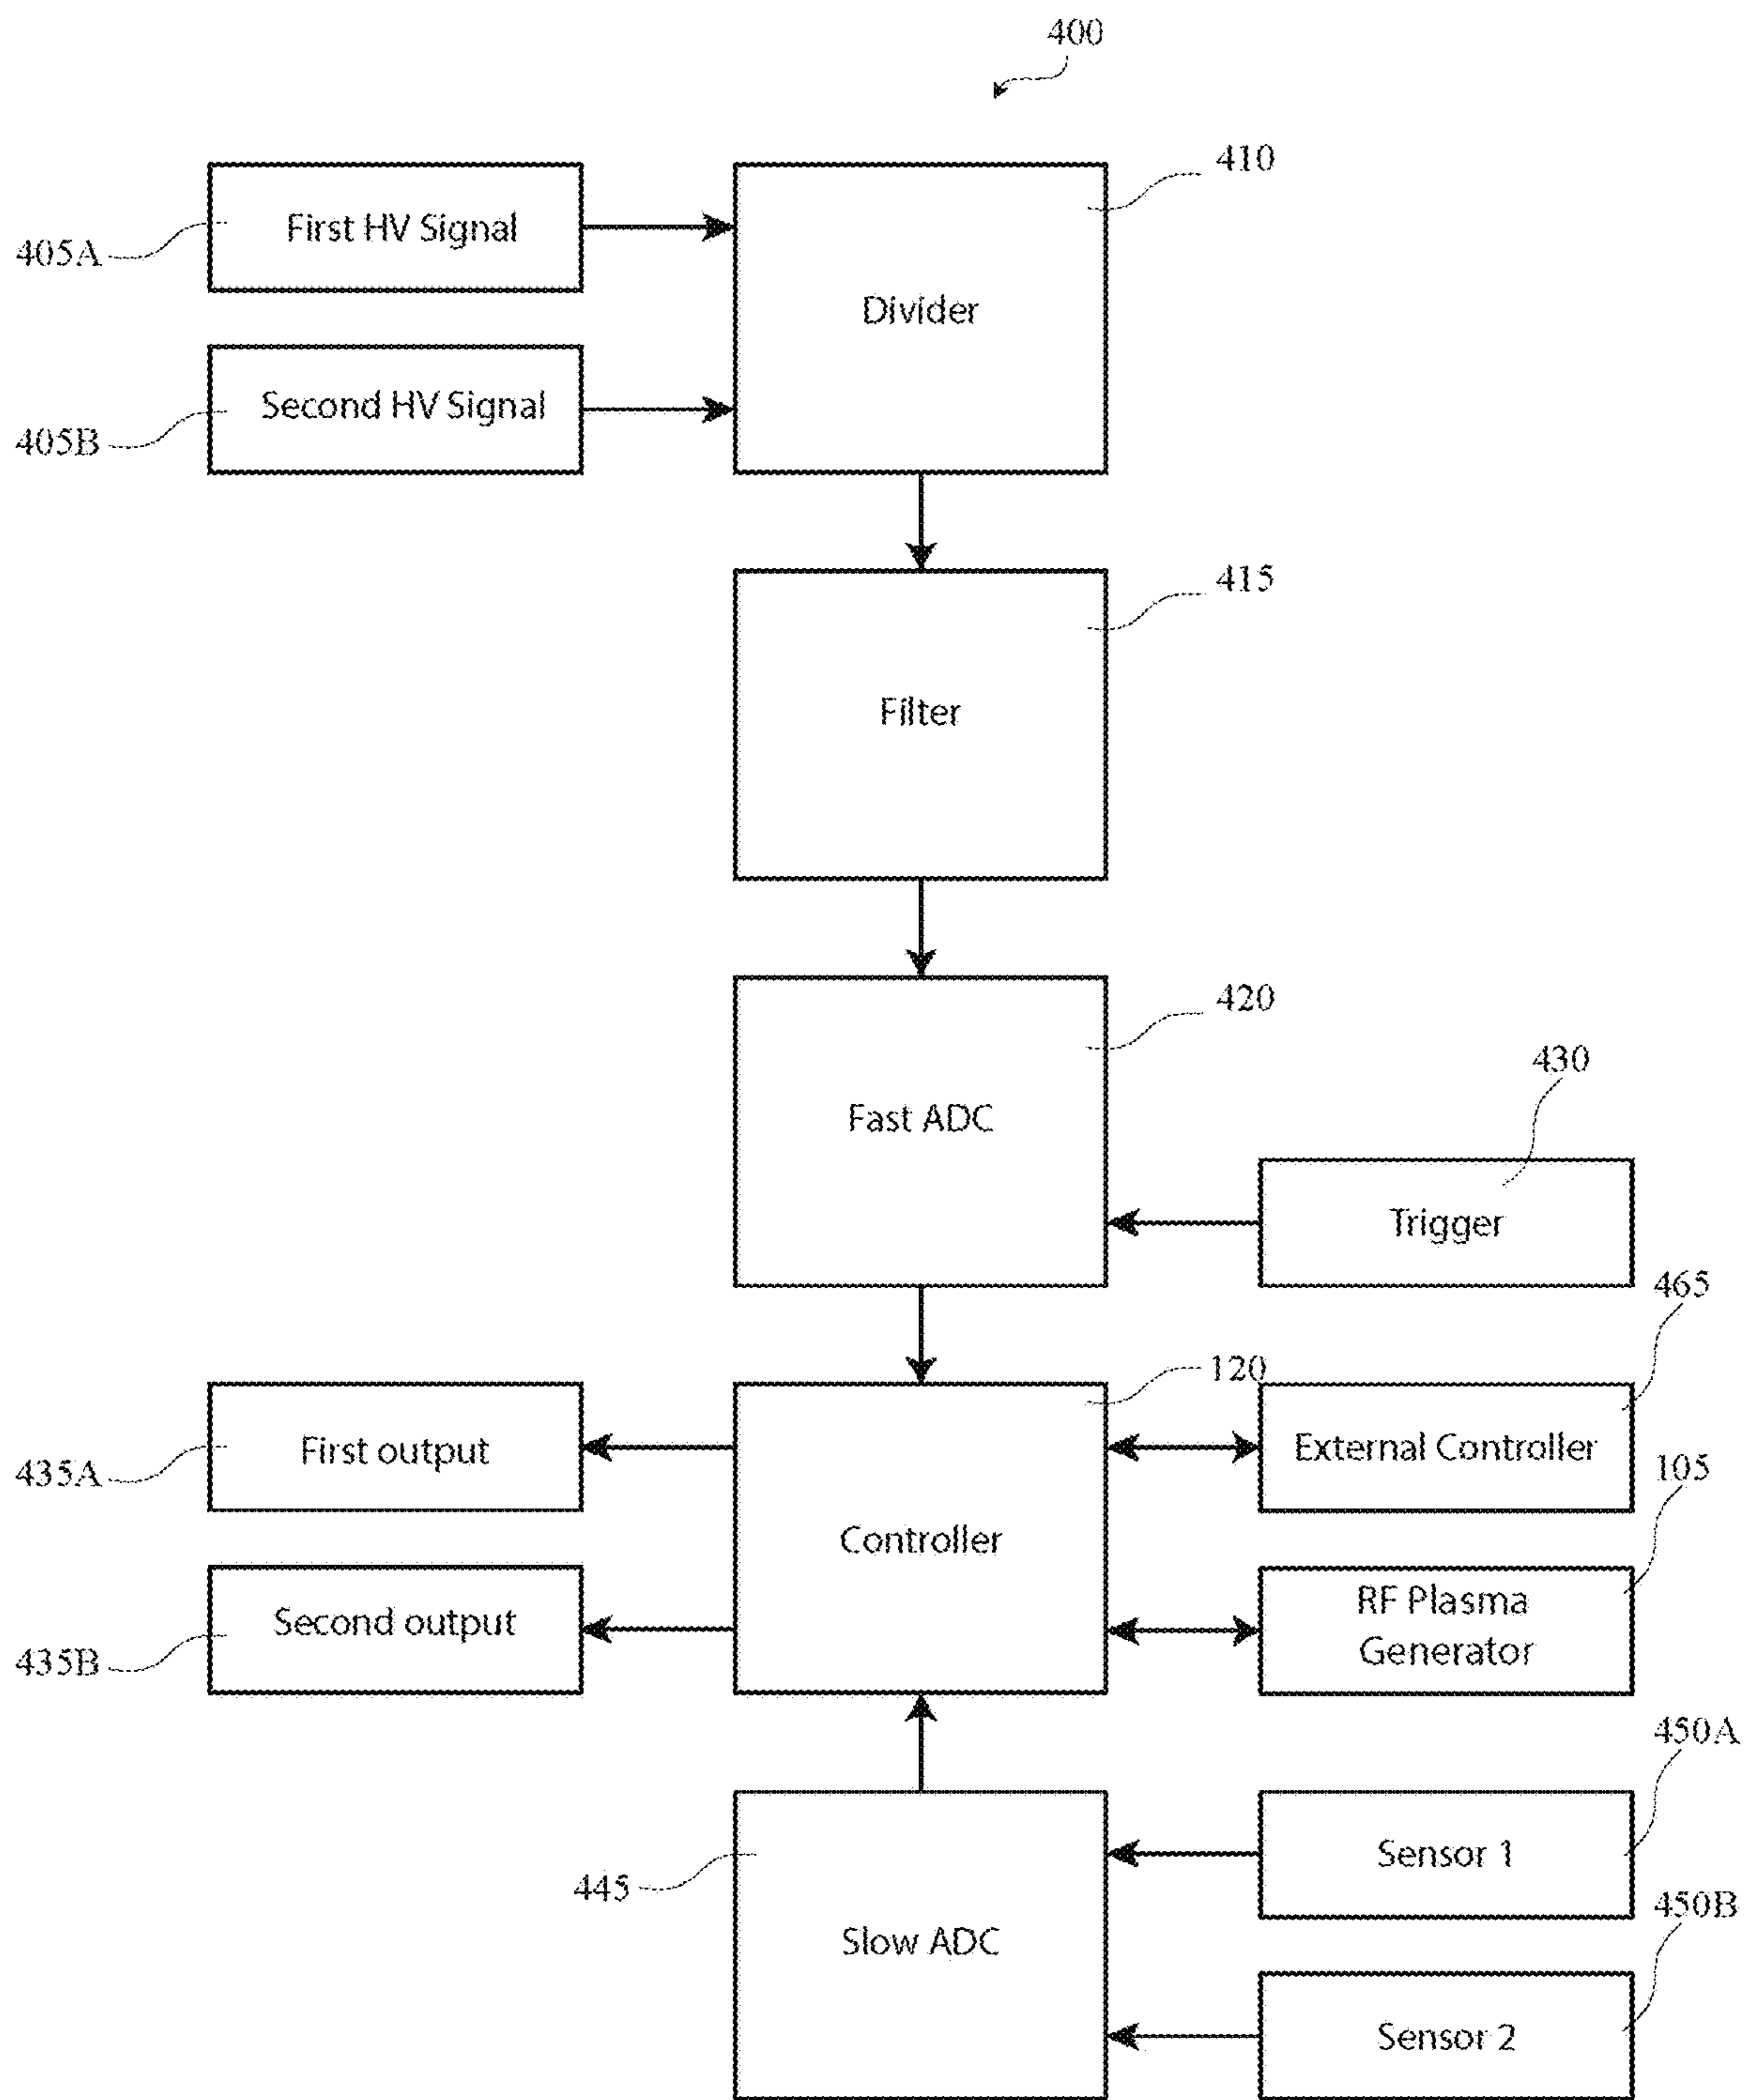 400
410
First HV Signal
405A
Divider
Second HV Signal
405B
415
Filter
420
Fast ADC
430
Trigger
465
120
First output
External Controller
435A
105
Controller
RF Plasma
Generator
Second output
435B
450A
Sensor 1
445
450B
Slow ADC
Sensor 2